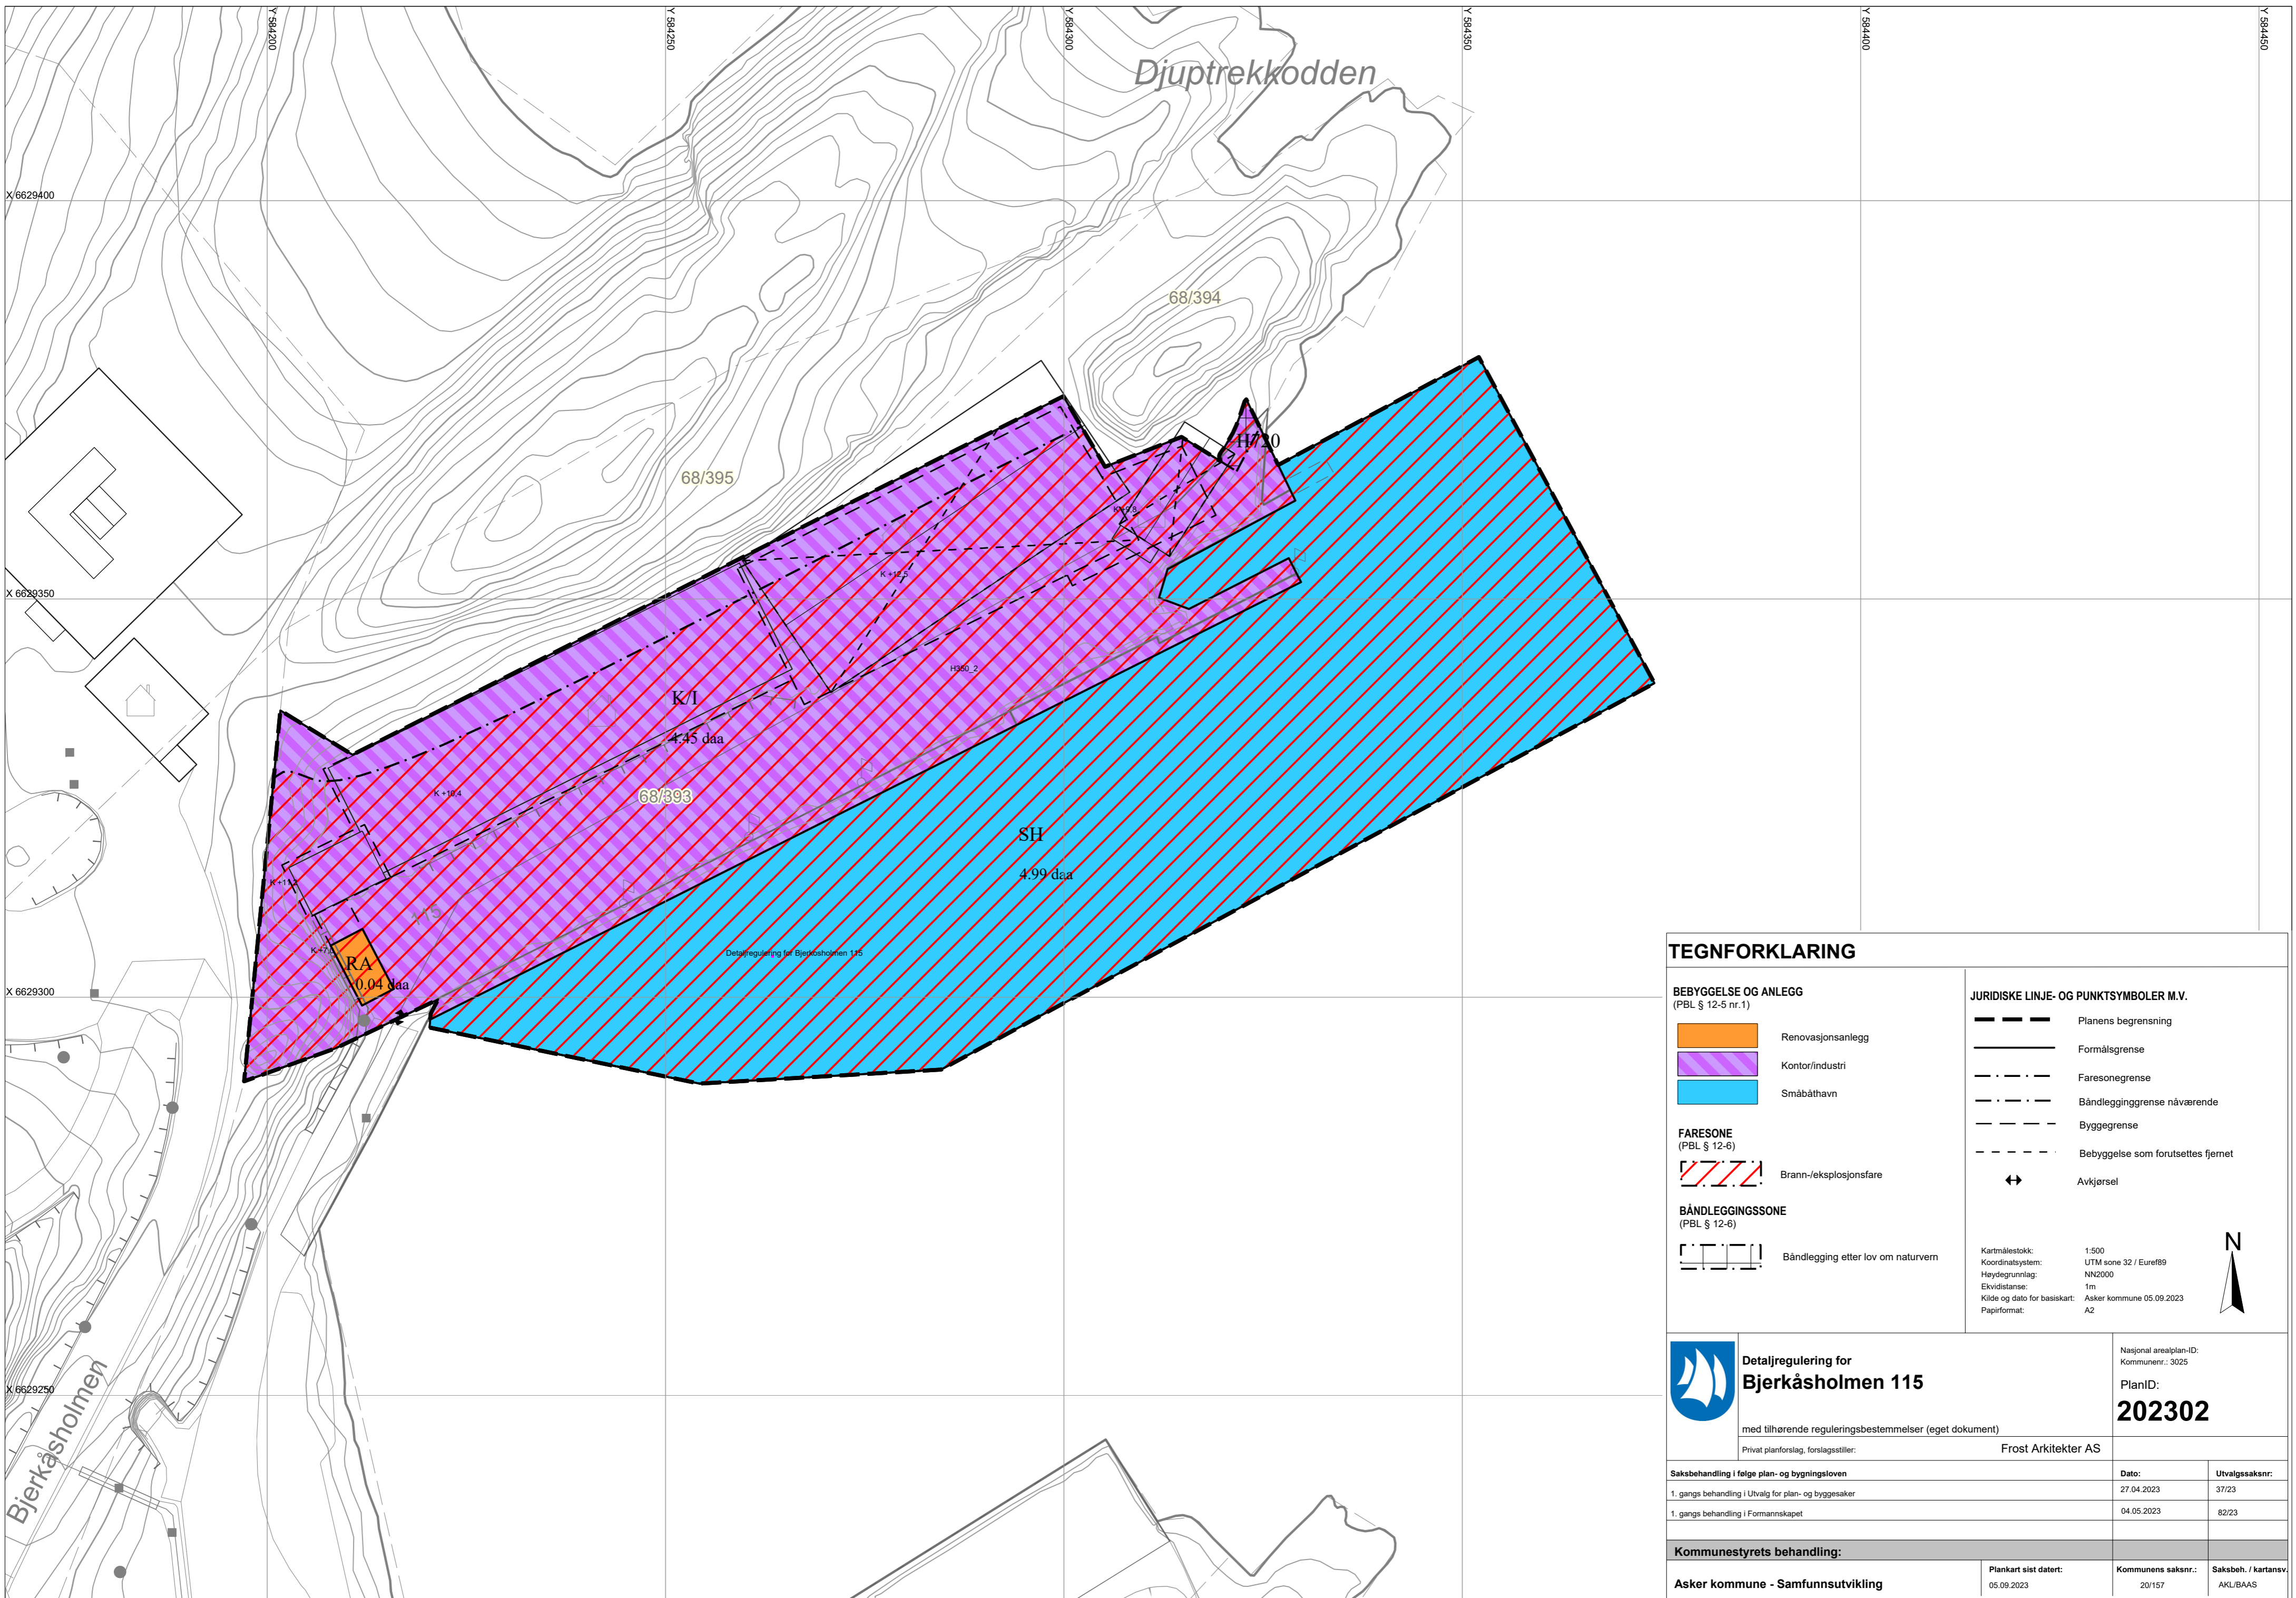 Y 584200
Y 584250
Y 584300
Y 584350
Y 584400
Y 584450
Djuptrekkodden
X 6629400
68/394
H720
68/395
K +9,8
K +12,5
X 6629350
H350_2
K/I
4.45 daa
K +10,4
68/393
SH
4.99 daa
Detaljregulering for Bjerkåsholmen 115
RA
0.04 daa
X 6629300
X 6629250
Bjerkåsholmen
TEGNFORKLARING
BEBYGGELSE OG ANLEGG
(PBL § 12-5 nr.1)
Renovasjonsanlegg
Kontor/industri
Småbåthavn
FARESONE
(PBL § 12-6)
Brann-/eksplosjonsfare
BÅNDLEGGINGSSONE
(PBL § 12-6)
Båndlegging etter lov om naturvern
JURIDISKE LINJE- OG PUNKTSYMBOLER M.V.
Planens begrensning
Formålsgrense
Faresonegrense
Båndlegginggrense nåværende
Byggegrense
Bebyggelse som forutsettes fjernet
Avkjørsel
Kartmålestokk: 1:500
Koordinatsystem: UTM sone 32 / Euref89
Høydegrunnlag: NN2000
Ekvidistanse: 1m
Kilde og dato for basiskart: Asker kommune 05.09.2023
Papirformat: A2
N
Detaljregulering for
Bjerkåsholmen 115
med tilhørende reguleringsbestemmelser (eget dokument)
Privat planforslag, forslagsstiller: Frost Arkitekter AS
Nasjonal arealplan-ID:
Kommunenr.: 3025
PlanID:
202302
Saksbehandling i følge plan- og bygningsloven Dato: Utvalgssaksnr:
1. gangs behandling i Utvalg for plan- og byggesaker 27.04.2023 37/23
1. gangs behandling i Formannskapet 04.05.2023 82/23
Kommunestyrets behandling:
Asker kommune - Samfunnsutvikling
Plankart sist datert: Kommunens saksnr.: Saksbeh. / kartansv.
05.09.2023 20/157 AKL/BAAS